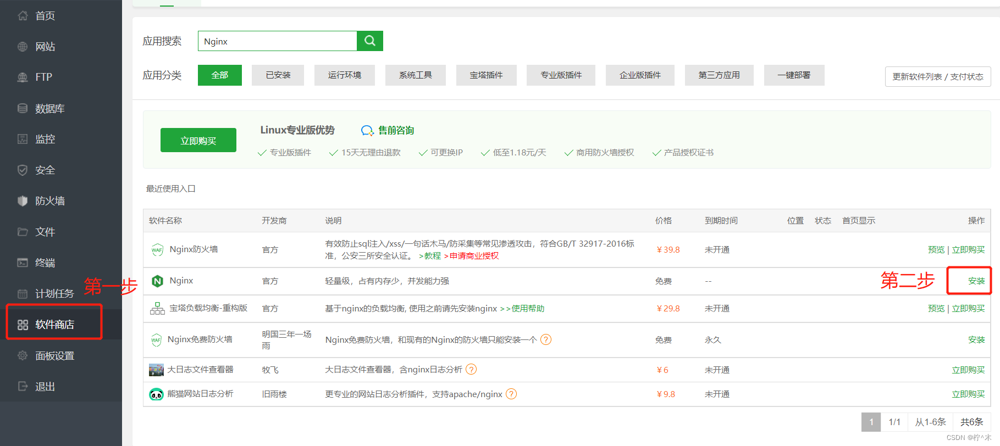 首页
网站
FTP
数据库
监控
安全
防火墙
文件
终端
计划任务
第一步
软件商店
面板设置
退出
应用搜索 Nginx
应用分类 全部 已安装 运行环境 系统工具 宝塔插件 专业版插件 企业版插件 第三方应用 一键部署 更新软件列表 / 支付状态
立即购买
Linux专业版优势 售前咨询
专业版插件 15天无理由退款 可更换IP 低至1.18元/天 商用防火墙授权 产品授权证书
最近使用入口
软件名称 开发商 说明 价格 到期时间 位置 状态 首页显示 操作
WAF Nginx防火墙 官方 有效防止sql注入/xss/一句话木马/防采集等常见渗透攻击，符合GB/T 32917-2016标
准，公安三所安全认证。 >教程 >申请商业授权 ￥39.8 未开通 预览 | 立即购买
N Nginx 官方 轻量级，占有内存少，并发能力强 免费 -- 第二步 安装
宝塔负载均衡-重构版 官方 基于nginx的负载均衡, 使用之前请先安装nginx >>使用帮助 ￥29.8 未开通 预览 | 立即购买
WAF Nginx免费防火墙 明国三年一场
雨 Nginx免费防火墙，和现有的Nginx的防火墙只能安装一个 ? 免费 永久 安装
大日志文件查看器 牧飞 大日志文件查看器，含nginx日志分析 ? ￥6 未开通 立即购买
熊猫网站日志分析 旧雨楼 更专业的网站日志分析插件，支持apache/nginx ? ￥9.8 未开通 立即购买
1 1/1 从1-6条 共6条
CSDN @柠^木